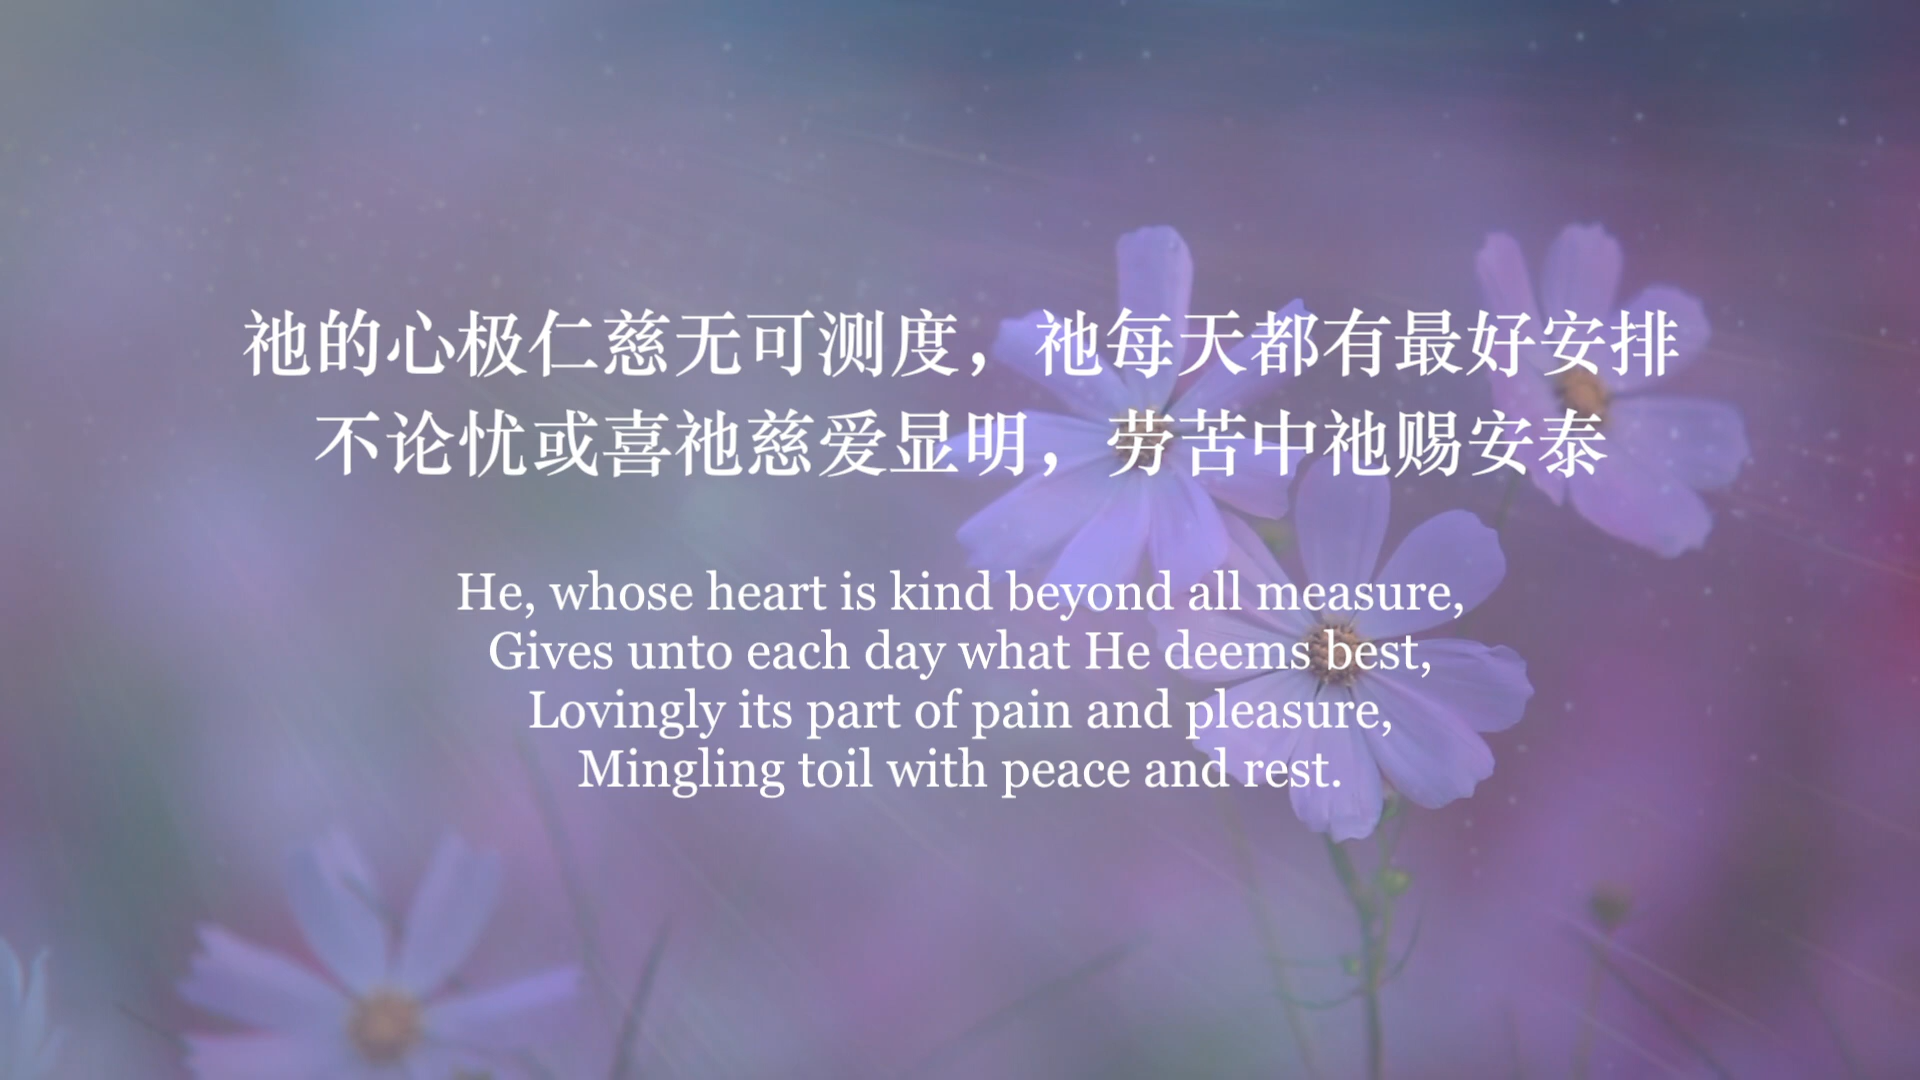 祂的心极仁慈无可测度，祂每天都有最好安排
不论忧或喜祂慈爱显明，劳苦中祂赐安泰
He, whose heart is kind beyond all measure,
Gives unto each day what He deems best,
Lovingly its part of pain and pleasure,
Mingling toil with peace and rest.